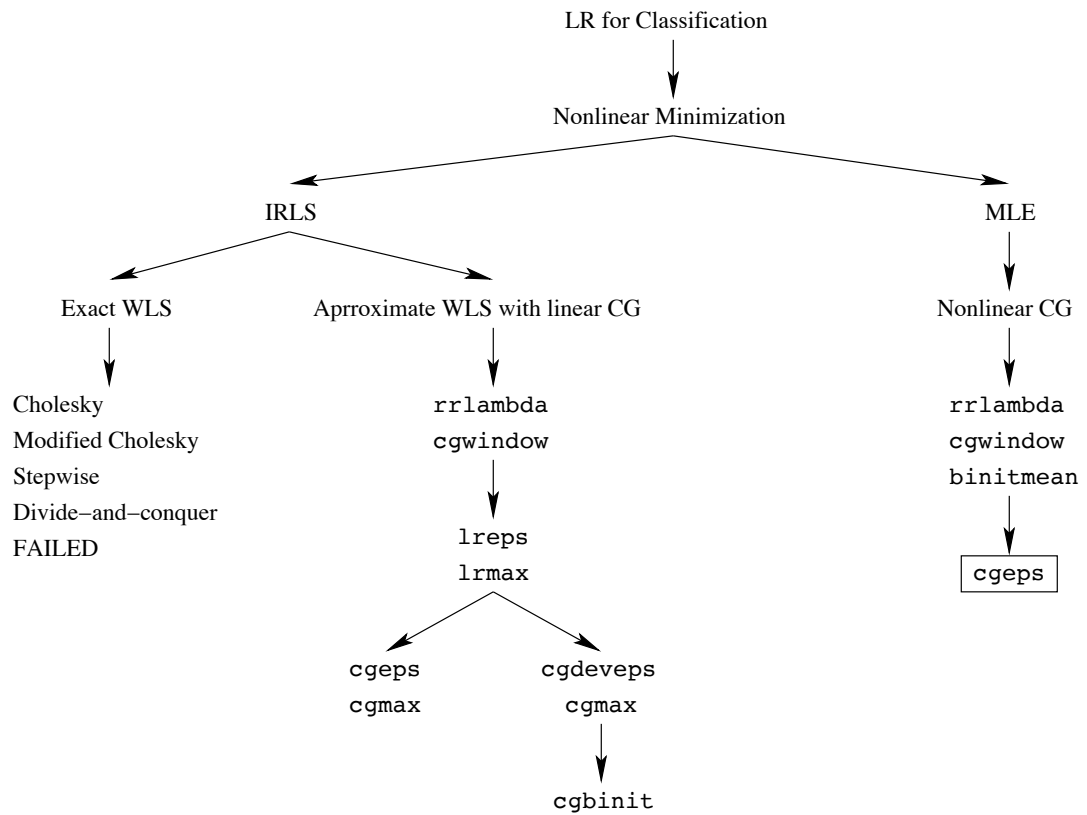 LR for Classification
Nonlinear Minimization
IRLS
MLE
Exact WLS
Aprroximate WLS with linear CG
Nonlinear CG
Cholesky
Modified Cholesky
Stepwise
Divide−and−conquer
FAILED
rrlambda
cgwindow
lreps
lrmax
cgeps
cgmax
cgdeveps
cgmax
cgbinit
rrlambda
cgwindow
binitmean
cgeps